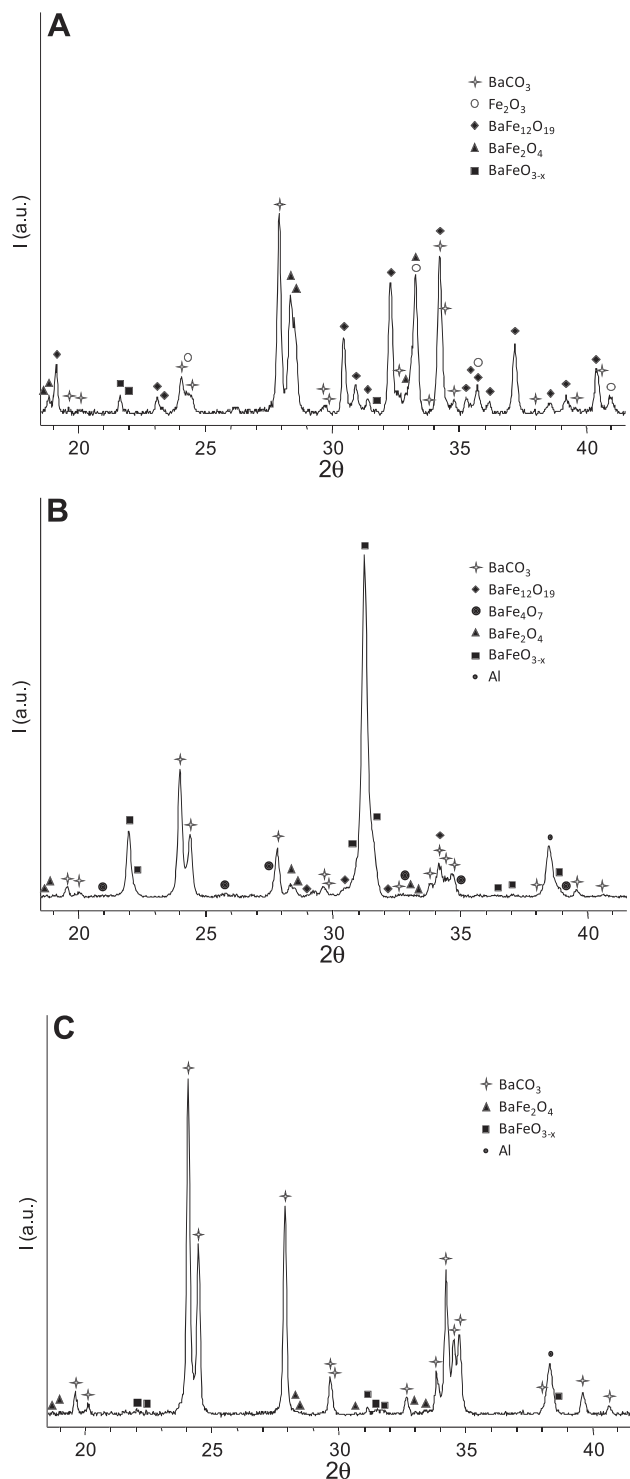 A
BaCO3
Fe2O3
BaFe12O19
BaFe2O4
BaFeO3-x
I (a.u.)
20 25 30 35 40
2θ
B
BaCO3
BaFe12O19
BaFe4O7
BaFe2O4
BaFeO3-x
Al
I (a.u.)
20 25 30 35 40
2θ
C
BaCO3
BaFe2O4
BaFeO3-x
Al
I (a.u.)
20 25 30 35 40
2θ